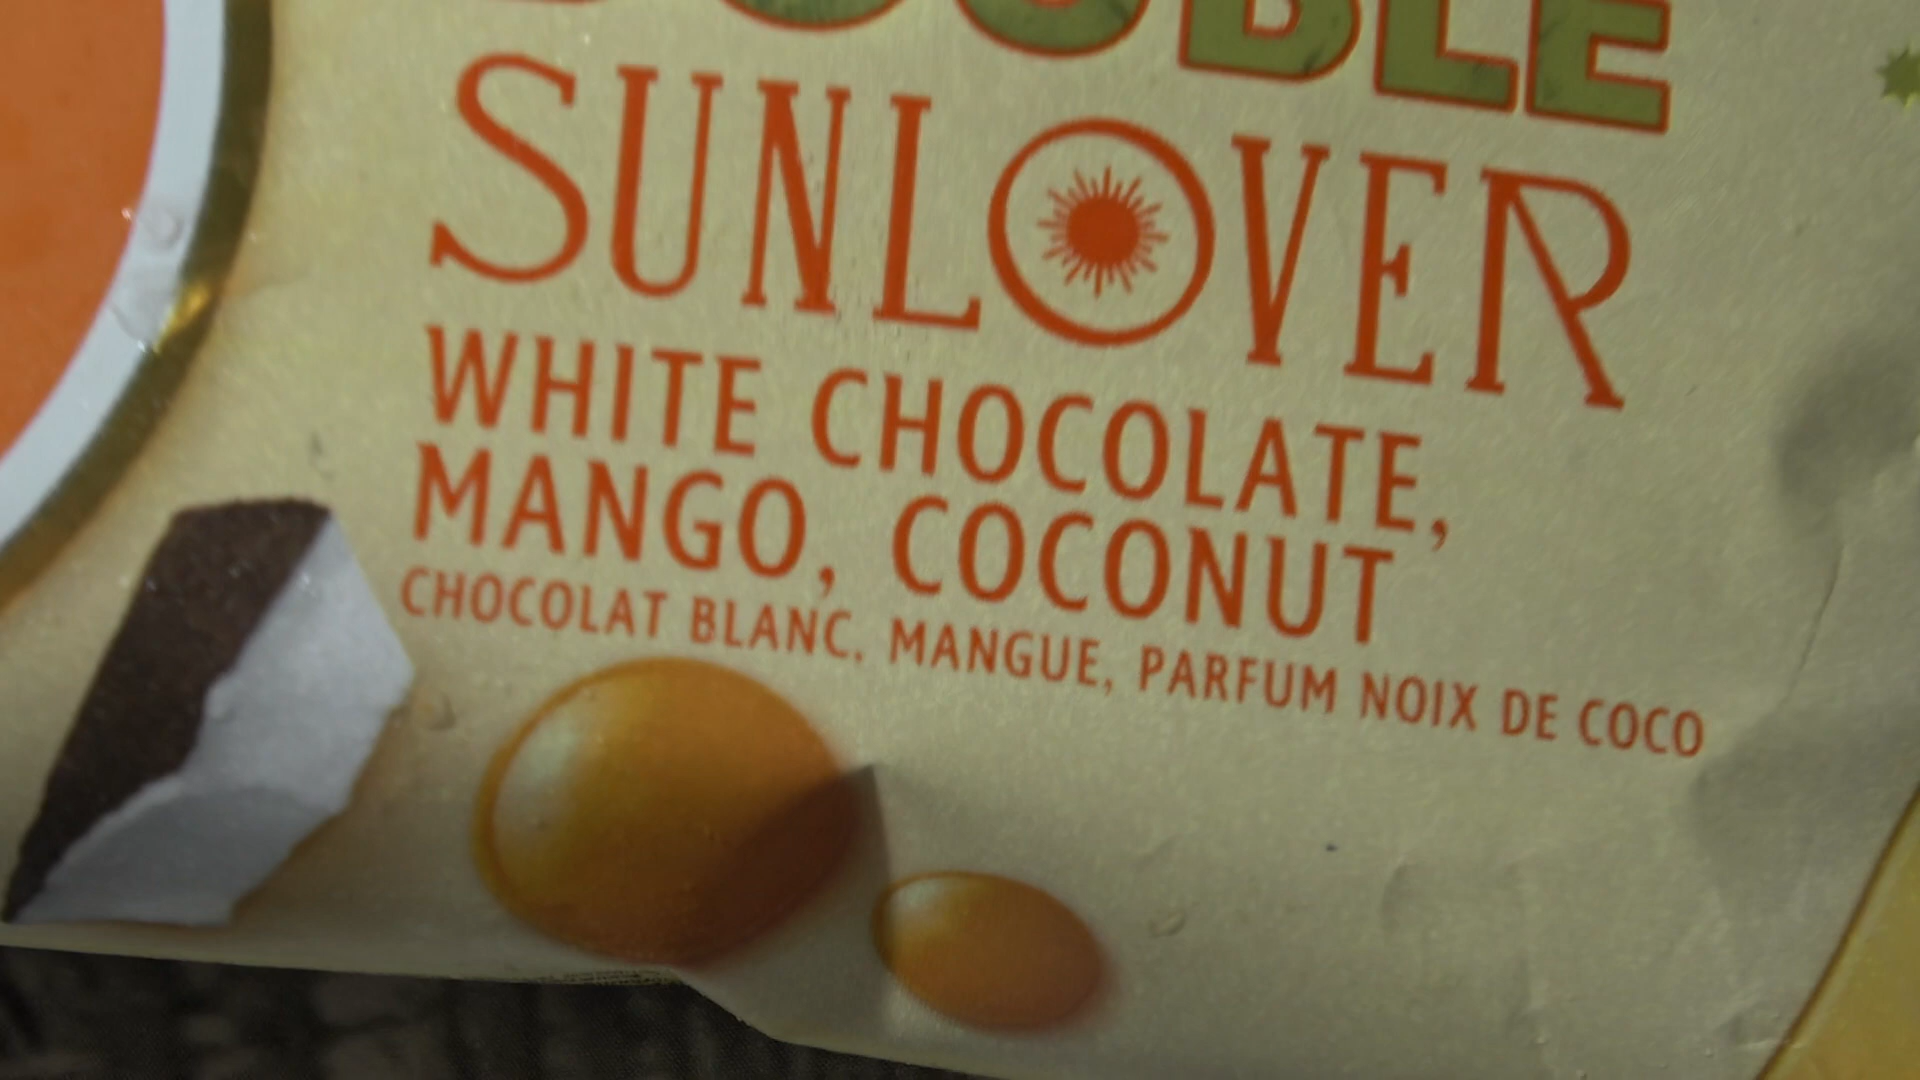 DOUBLE
SUNLOVER
WHITE CHOCOLATE,
MANGO, COCONUT
CHOCOLAT BLANC, MANGUE, PARFUM NOIX DE COCO